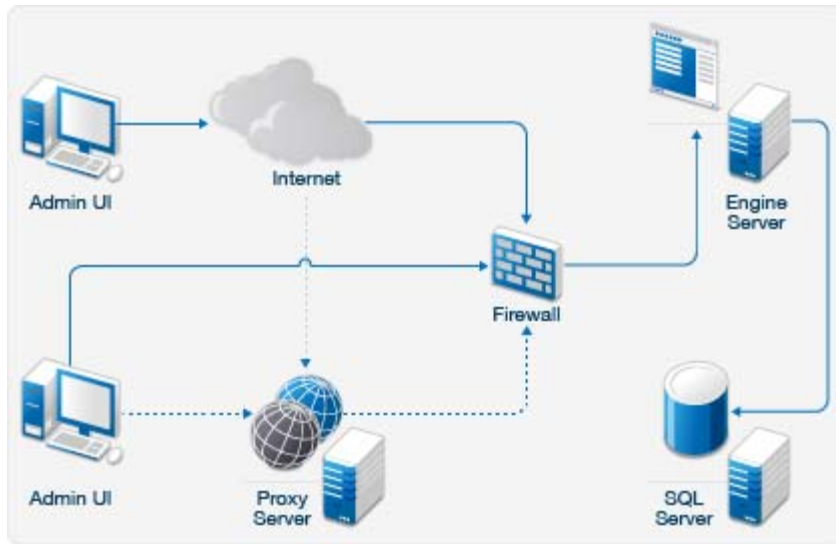 Admin UI
Internet
Engine
Server
Firewall
Admin UI
Proxy
Server
SQL
Server